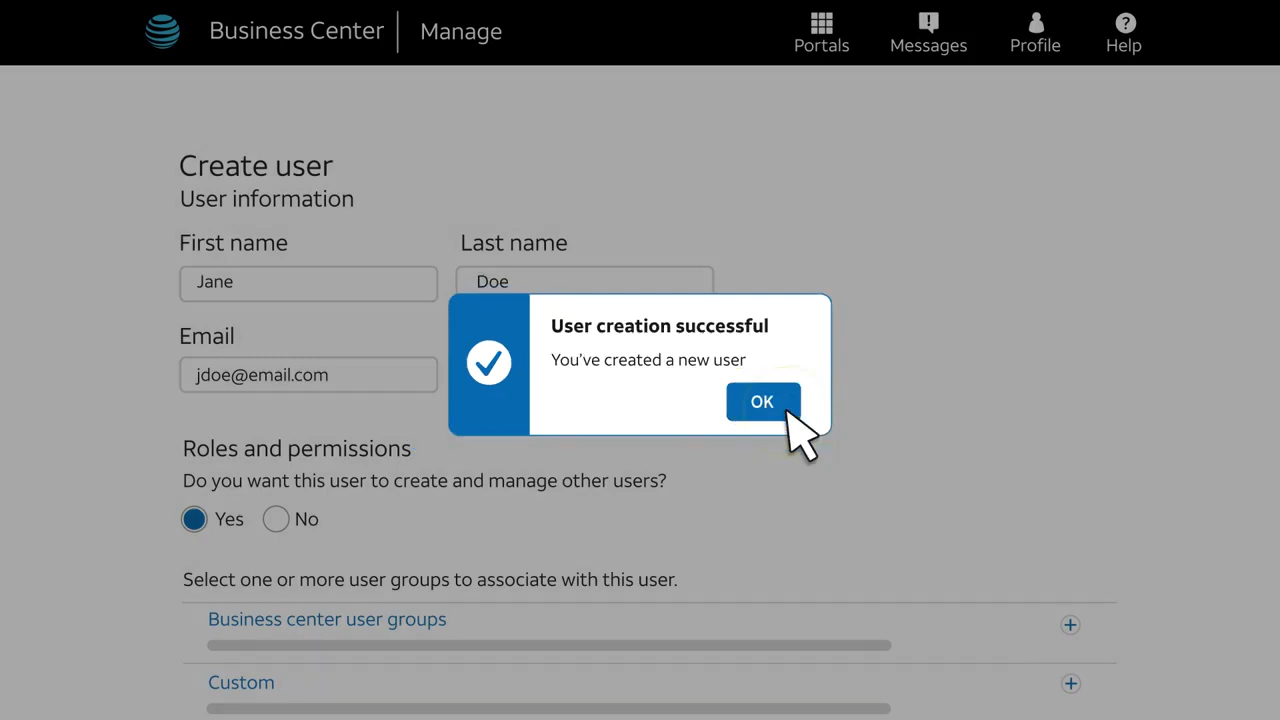 Business Center Manage
Portals Messages Profile Help
Create user
User information
First name Last name
Jane Doe
User creation successful
Email
You've created a new user
jdoe@email.com
OK
Roles and permissions
Do you want this user to create and manage other users?
Yes No
Select one or more user groups to associate with this user.
Business center user groups
Custom